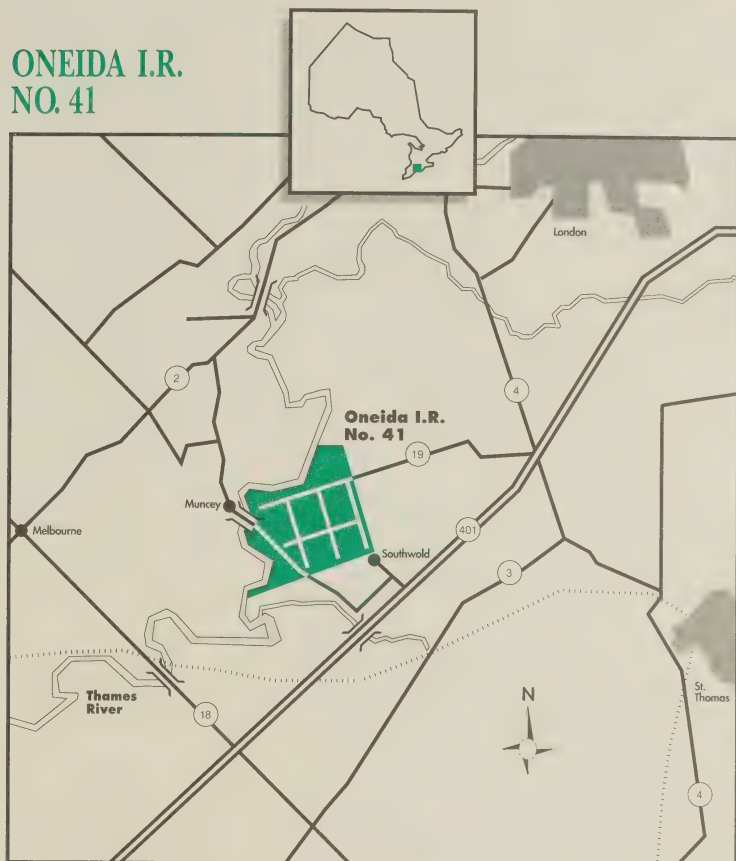 ONEIDA I.R.
NO. 41
London
2
4
Oneida I.R.
No. 41
19
Muncey
Melbourne
401
Southwold
3
Thames
River
18
N
St.
Thomas
4